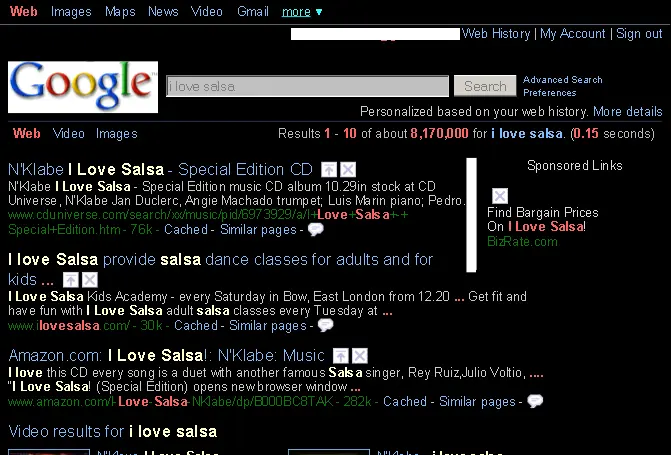 Web Images Maps News Video Gmail more ▼
Web History | My Account | Sign out
Google™
i love salsa Search Advanced Search
Preferences
Personalized based on your web history. More details
Web Video Images Results 1 - 10 of about 8,170,000 for i love salsa. (0.15 seconds)
N'Klabe I Love Salsa - Special Edition CD
N'Klabe I Love Salsa - Special Edition music CD album 10.29in stock at CD
Universe, N'Klabe Jan Duclerc, Angie Machado trumpet; Luis Marin piano; Pedro.
www.cduniverse.com/search/xx/music/pid/6973929/a/I+Love+Salsa+-+
Special+Edition.htm - 76k - Cached - Similar pages -
I love Salsa provide salsa dance classes for adults and for
kids ...
I Love Salsa Kids Academy - every Saturday in Bow, East London from 12.20 ... Get fit and
have fun with I Love Salsa adult salsa classes every Tuesday at ...
www.ilovesalsa.com/ - 30k - Cached - Similar pages -
Amazon.com: I Love Salsa!: N'Klabe: Music
I love this CD every song is a duet with another famous Salsa singer, Rey Ruiz,Julio Voltio, ....
"I Love Salsa! (Special Edition) opens new browser window ...
www.amazon.com/I-Love-Salsa-NKlabe/dp/B000BC8TAK - 282k - Cached - Similar pages -
Video results for i love salsa
Sponsored Links
Find Bargain Prices
On I Love Salsa!
BizRate.com